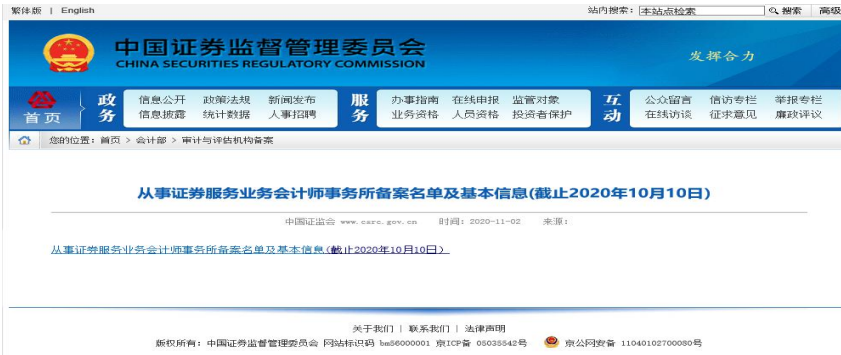 繁体版 | English 站内搜索: 本站点检索 搜索 高级
中国证券监督管理委员会
CHINA SECURITIES REGULATORY COMMISSION
发挥合力
首页 政务 信息公开 政策法规 新闻发布 服务 办事指南 在线申报 监管对象 互动 公众留言 信访专栏 举报专栏
信息披露 统计数据 人事招聘 业务资格 人员资格 投资者保护 在线访谈 征求意见 廉政评议
您的位置: 首页 > 会计部 > 审计与评估机构备案
从事证券服务业务会计师事务所备案名单及基本信息(截止2020年10月10日)
中国证监会 www.csrc.gov.cn 时间: 2020-11-02 来源:
从事证券服务业务会计师事务所备案名单及基本信息(截止2020年10月10日)
关于我们 | 联系我们 | 法律声明
版权所有: 中国证券监督管理委员会 网站标识码 bm56000001 京ICP备 05035542号 京公网安备 11040102700080号